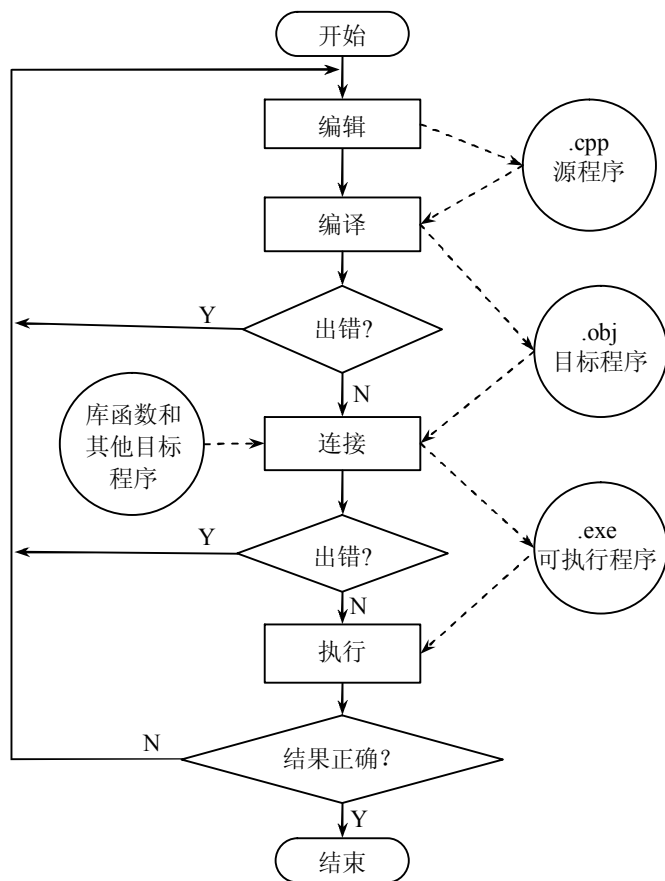 开始
编辑
.cpp
源程序
编译
Y
出错?
.obj
目标程序
N
库函数和
其他目标
程序
连接
Y
出错?
.exe
可执行程序
N
执行
N
结果正确?
Y
结束